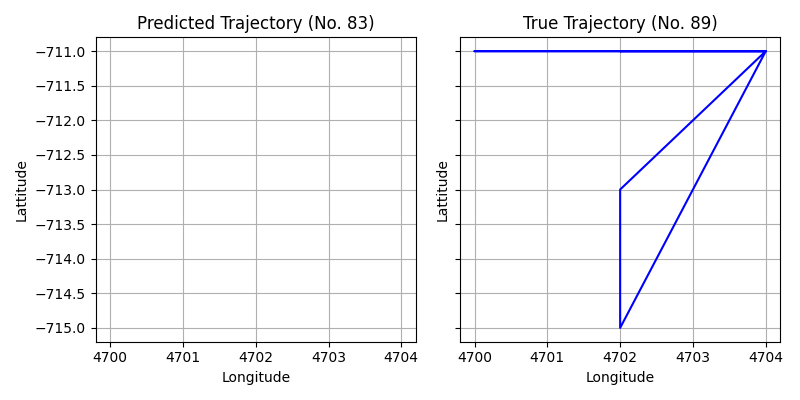 Predicted Trajectory (No. 83)
True Trajectory (No. 89)
−711.0
−711.5
−712.0
−712.5
−713.0
−713.5
−714.0
−714.5
−715.0
Lattitude
Lattitude
4700 4701 4702 4703 4704
4700 4701 4702 4703 4704
Longitude
Longitude